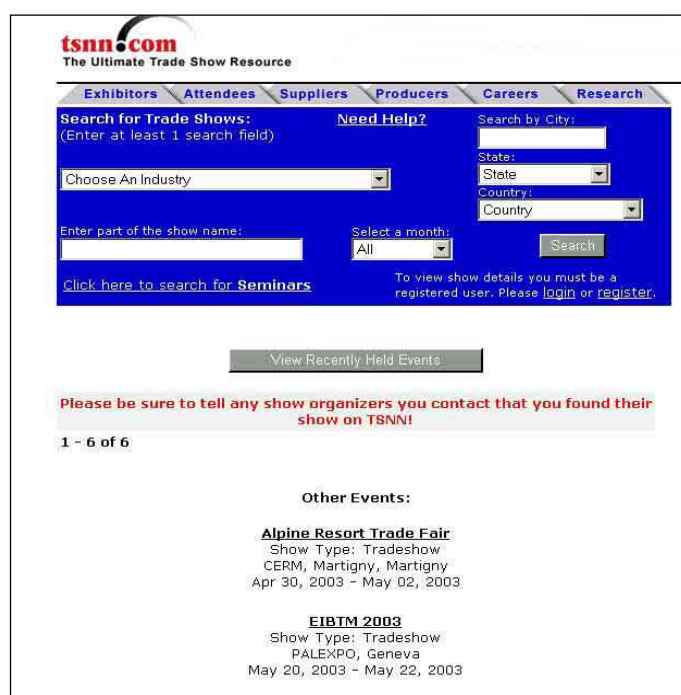 tsnn.com
The Ultimate Trade Show Resource
Exhibitors Attendees Suppliers Producers Careers Research
Search for Trade Shows:
(Enter at least 1 search field)
Need Help?
Search by City:
State:
State
Choose An Industry
Country:
Country
Enter part of the show name:
Select a month:
All
Search
Click here to search for Seminars
To view show details you must be a
registered user. Please login or register.
View Recently Held Events
Please be sure to tell any show organizers you contact that you found their
show on TSNN!
1 - 6 of 6
Other Events:
Alpine Resort Trade Fair
Show Type: Tradeshow
CERM, Martigny, Martigny
Apr 30, 2003 - May 02, 2003
EIBTM 2003
Show Type: Tradeshow
PALEXPO, Geneva
May 20, 2003 - May 22, 2003